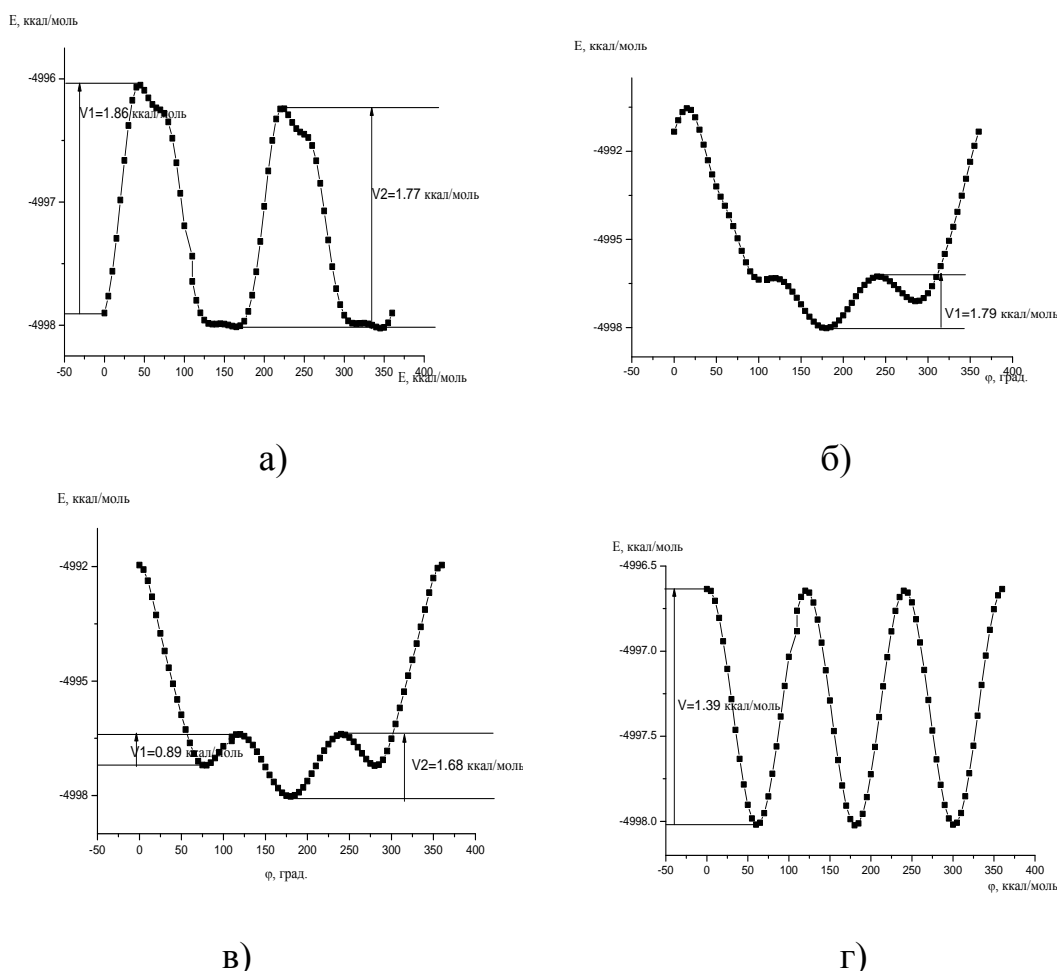 E, ккал/моль
-4996
-4997
-4998
V1=1.86 ккал/моль
V2=1.77 ккал/моль
-50
0
50
100
150
200
250
300
350
400
E, ккал/моль
а)
E, ккал/моль
-4992
-4995
-4998
V1=1.79 ккал/моль
-50
0
50
100
150
200
250
300
350
400
φ, град.
б)
E, ккал/моль
-4992
-4995
-4998
V1=0.89 ккал/моль
V2=1.68 ккал/моль
-50
0
50
100
150
200
250
300
350
400
φ, град.
в)
E, ккал/моль
-4996.5
-4997.0
-4997.5
-4998.0
V=1.39 ккал/моль
-50
0
50
100
150
200
250
300
350
400
φ, ккал/моль
г)